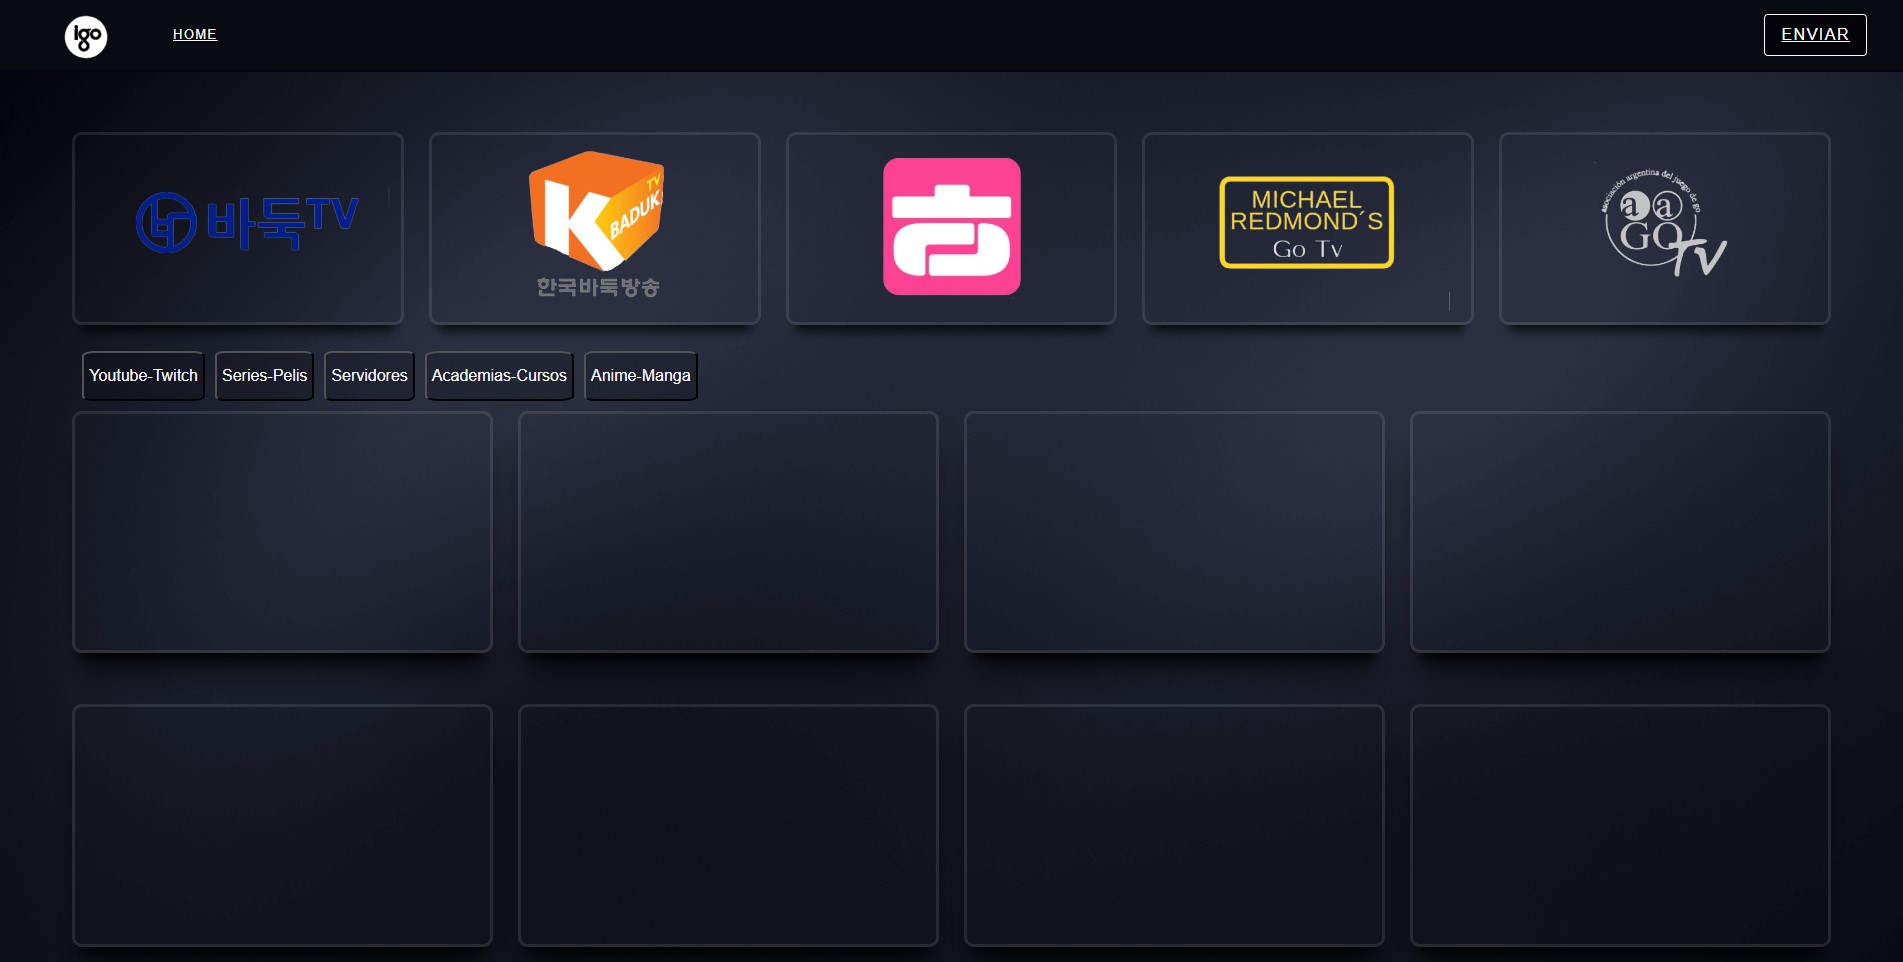 igo
HOME
ENVIAR
바둑TV
K
BADUK TV
한국바둑방송
MICHAEL
REDMOND´S
Go Tv
asociación argentina del juego de go
aa
GO
TV
Youtube-Twitch
Series-Pelis
Servidores
Academias-Cursos
Anime-Manga